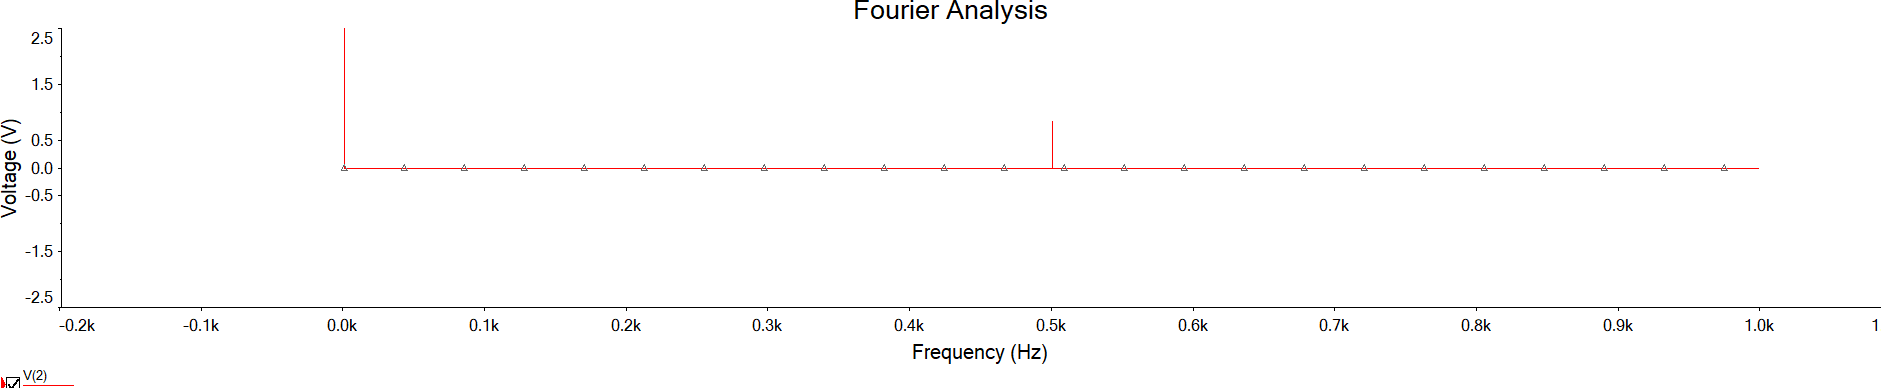 Fourier Analysis
Voltage (V)
2.5
1.5
0.5
0.0
-0.5
-1.5
-2.5
-0.2k -0.1k 0.0k 0.1k 0.2k 0.3k 0.4k 0.5k 0.6k 0.7k 0.8k 0.9k 1.0k 1
Frequency (Hz)
V(2)